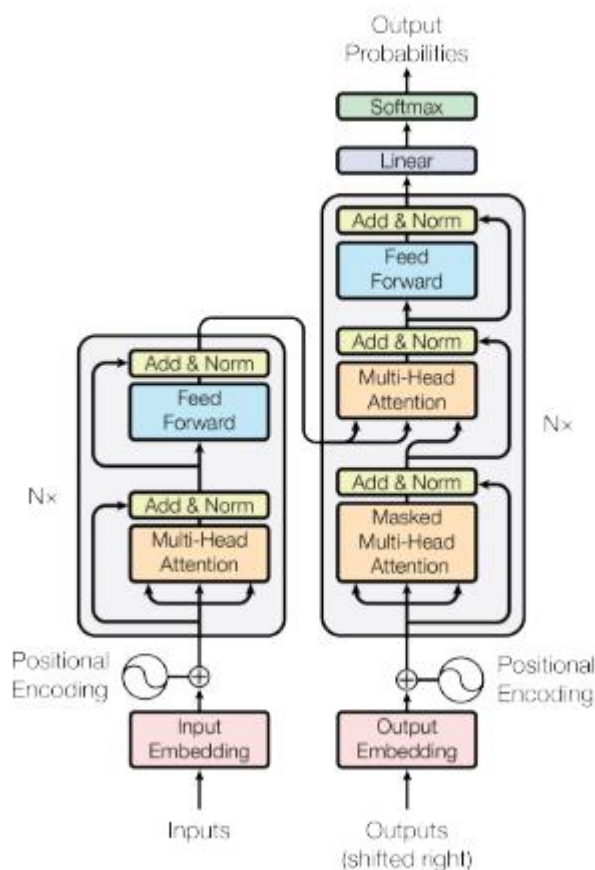 Output
Probabilities
Softmax
Linear
Add & Norm
Feed
Forward
Add & Norm
Multi-Head
Attention
Add & Norm
Masked
Multi-Head
Attention
Nx
Add & Norm
Feed
Forward
Add & Norm
Multi-Head
Attention
Nx
Positional
Encoding
Positional
Encoding
Input
Embedding
Output
Embedding
Inputs
Outputs
(shifted right)